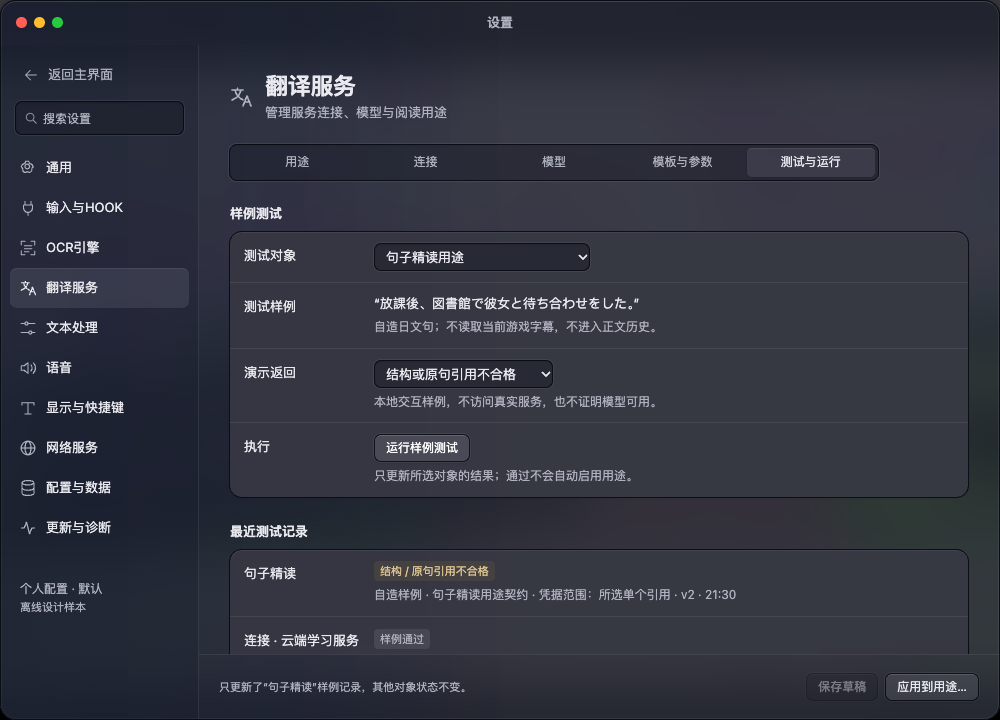 设置
返回主界面
搜索设置
通用
输入与HOOK
OCR引擎
翻译服务
文本处理
语音
显示与快捷键
网络服务
配置与数据
更新与诊断
个人配置 · 默认
离线设计样本
翻译服务
管理服务连接、模型与阅读用途
用途
连接
模型
模板与参数
测试与运行
样例测试
测试对象
句子精读用途
测试样例
“放課後、図書館で彼女と待ち合わせをした。”
自造日文句；不读取当前游戏字幕，不进入正文历史。
演示返回
结构或原句引用不合格
本地交互样例，不访问真实服务，也不证明模型可用。
执行
运行样例测试
只更新所选对象的结果；通过不会自动启用用途。
最近测试记录
句子精读
结构 / 原句引用不合格
自造样例 · 句子精读用途契约 · 凭据范围：所选单个引用 · v2 · 21:30
连接 · 云端学习服务
样例通过
只更新了“句子精读”样例记录，其他对象状态不变。
保存草稿
应用到用途...